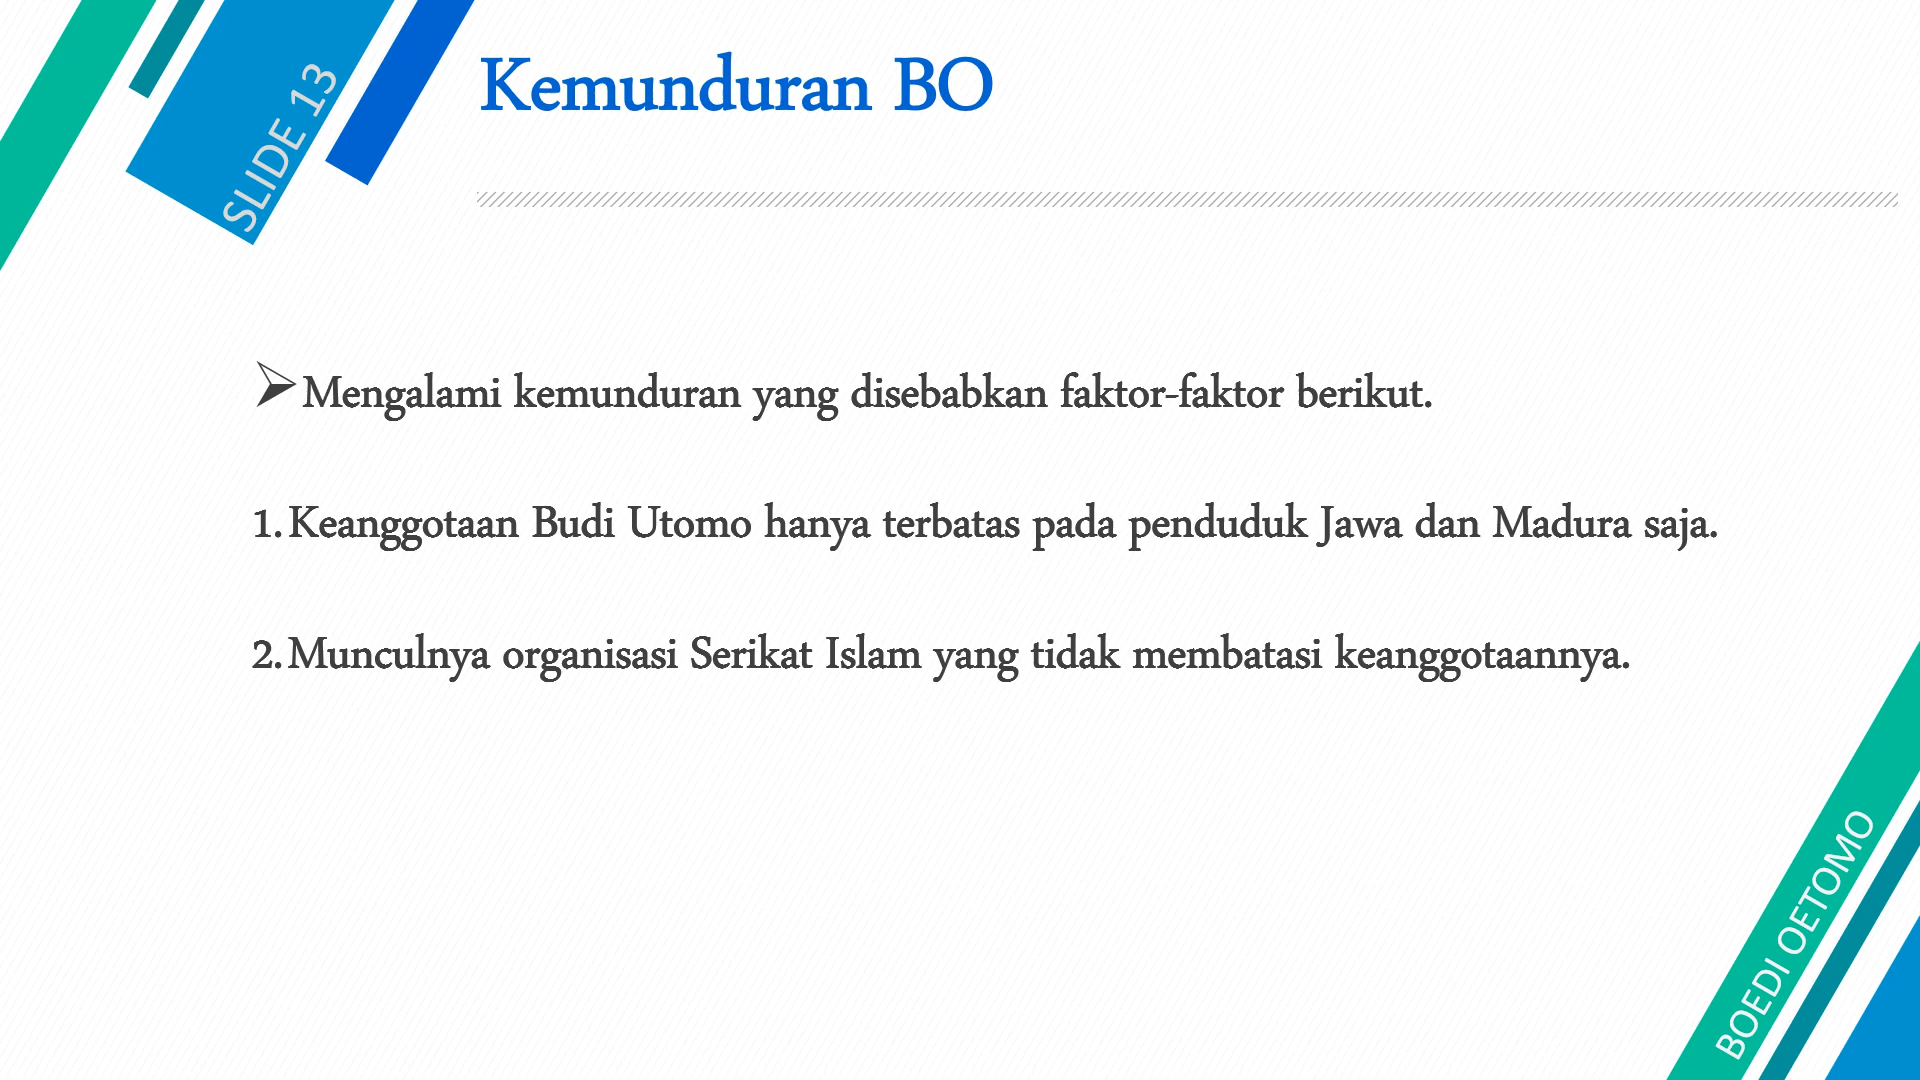 SLIDE 13
Kemunduran BO
➢Mengalami kemunduran yang disebabkan faktor-faktor berikut.
1. Keanggotaan Budi Utomo hanya terbatas pada penduduk Jawa dan Madura saja.
2. Munculnya organisasi Serikat Islam yang tidak membatasi keanggotaannya.
BOEDI OETOMO